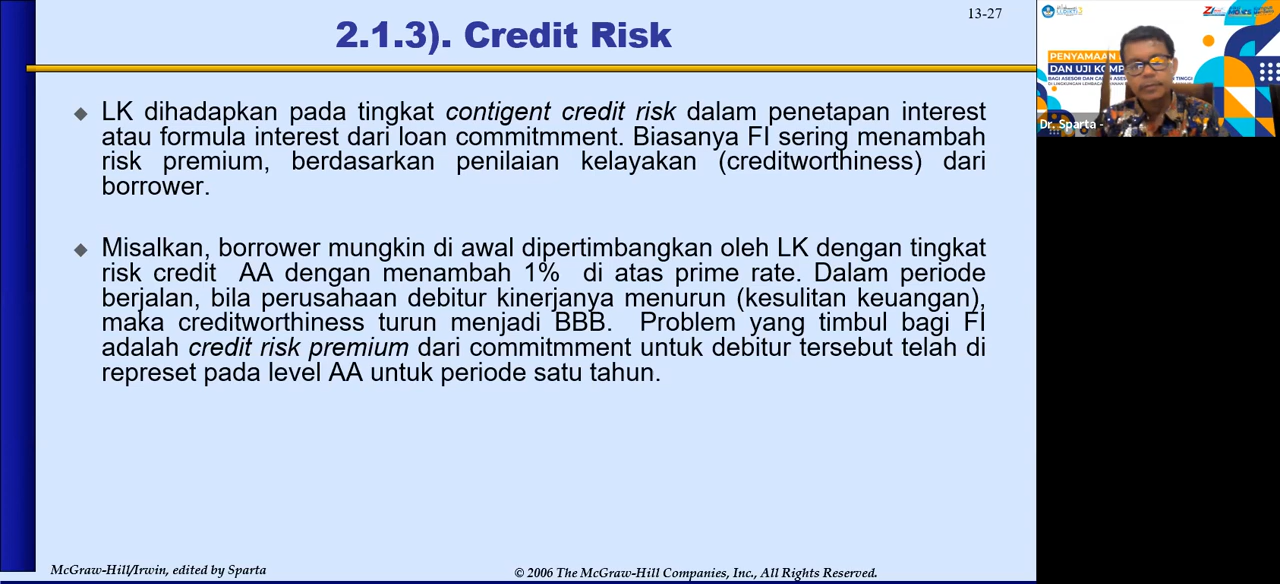 13-27
2.1.3). Credit Risk
LK dihadapkan pada tingkat contigent credit risk dalam penetapan interest
atau formula interest dari loan commitmment. Biasanya FI sering menambah
risk premium, berdasarkan penilaian kelayakan (creditworthiness) dari
borrower.
Misalkan, borrower mungkin di awal dipertimbangkan oleh LK dengan tingkat
risk credit AA dengan menambah 1% di atas prime rate. Dalam periode
berjalan, bila perusahaan debitur kinerjanya menurun (kesulitan keuangan),
maka creditworthiness turun menjadi BBB. Problem yang timbul bagi FI
adalah credit risk premium dari commitmment untuk debitur tersebut telah di
represet pada level AA untuk periode satu tahun.
McGraw-Hill/Irwin, edited by Sparta
© 2006 The McGraw-Hill Companies, Inc., All Rights Reserved.
PENYAMAAN
DAN UJI KOMP
Dr. Sparta -